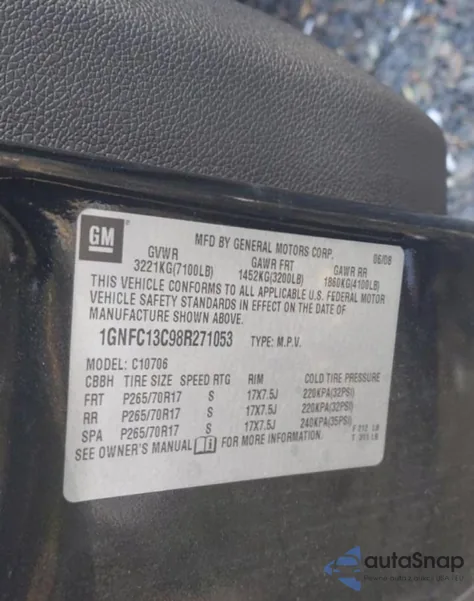 GM
MFD BY GENERAL MOTORS CORP. 06/08
GVWR GAWR FRT GAWR RR
3221KG(7100LB) 1452KG(3200LB) 1860KG(4100LB)
THIS VEHICLE CONFORMS TO ALL APPLICABLE U.S. FEDERAL MOTOR
VEHICLE SAFETY STANDARDS IN EFFECT ON THE DATE OF
MANUFACTURE SHOWN ABOVE.
1GNFC13C98R271053 TYPE: M.P.V.
MODEL: C10706
CBBH TIRE SIZE SPEED RTG RIM COLD TIRE PRESSURE
FRT P265/70R17 S 17X7.5J 220KPA(32PSI)
RR P265/70R17 S 17X7.5J 220KPA(32PSI)
SPA P265/70R17 S 17X7.5J 240KPA(35PSI)
SEE OWNER'S MANUAL FOR MORE INFORMATION.
autoSnap